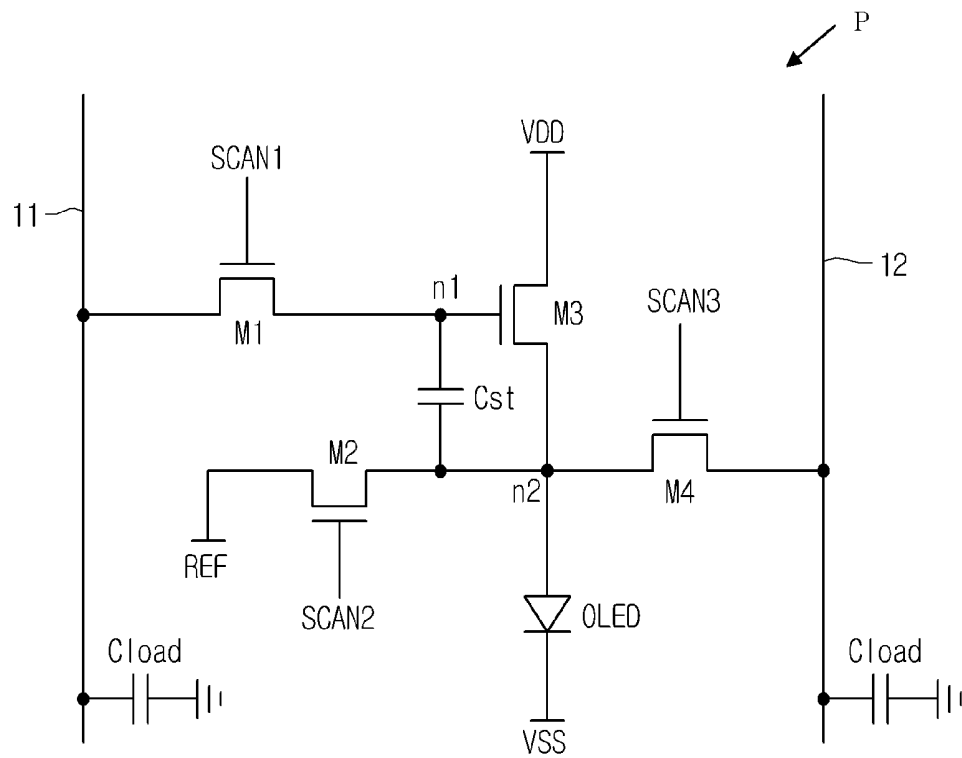 P
VDD
SCAN1
11
12
n1
M3
SCAN3
M1
Cst
M2
n2
M4
REF
SCAN2
OLED
Cload
Cload
VSS